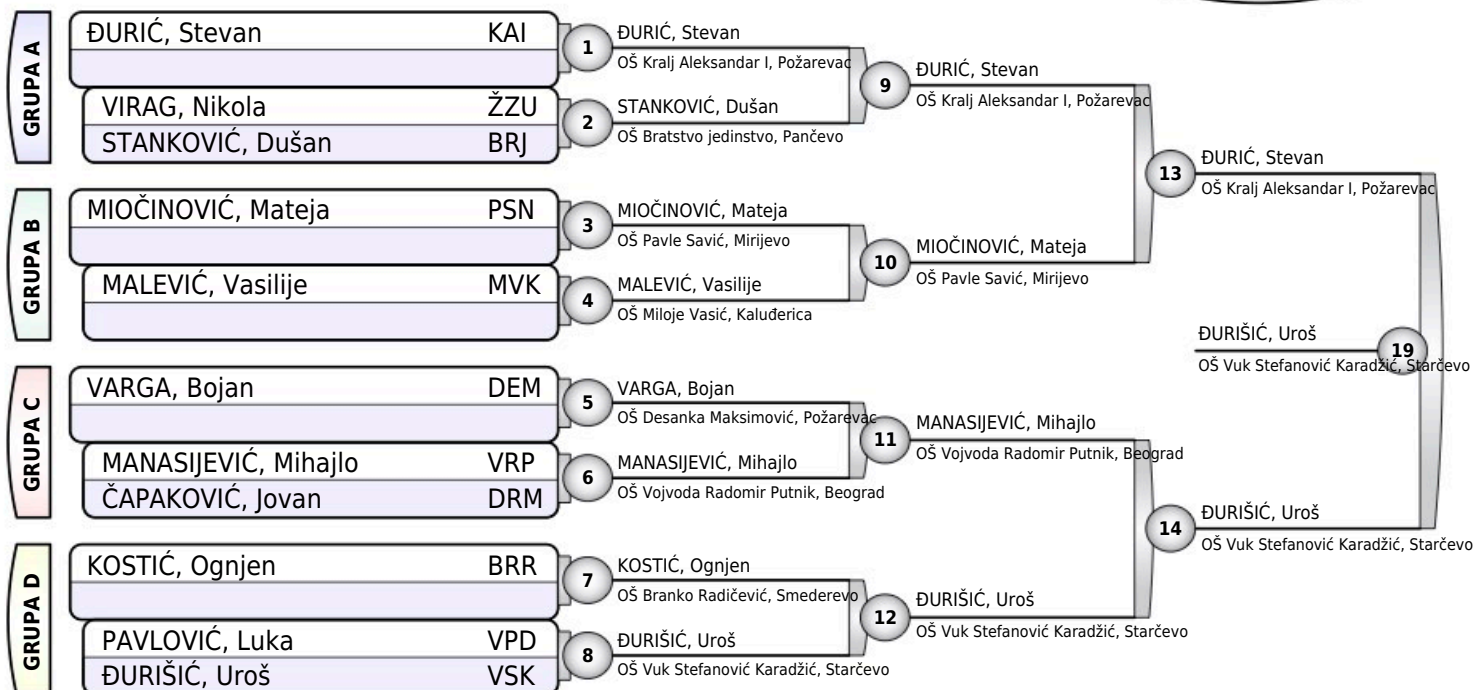 GRUPA A
ĐURIĆ, Stevan KAI
VIRAG, Nikola ŽZU
STANKOVIĆ, Dušan BRJ
GRUPA B
MIOČINOVIĆ, Mateja PSN
MALEVIĆ, Vasilije MVK
GRUPA C
VARGA, Bojan DEM
MANASIJEVIĆ, Mihajlo VRP
ČAPAKOVIĆ, Jovan DRM
GRUPA D
KOSTIĆ, Ognjen BRR
PAVLOVIĆ, Luka VPD
ĐURIŠIĆ, Uroš VSK
1
ĐURIĆ, Stevan
OŠ Kralj Aleksandar I, Požarevac
2
STANKOVIĆ, Dušan
OŠ Bratstvo jedinstvo, Pančevo
3
MIOČINOVIĆ, Mateja
OŠ Pavle Savić, Mirijevo
4
MALEVIĆ, Vasilije
OŠ Miloje Vasić, Kaluđerica
5
VARGA, Bojan
OŠ Desanka Maksimović, Požarevac
6
MANASIJEVIĆ, Mihajlo
OŠ Vojvoda Radomir Putnik, Beograd
7
KOSTIĆ, Ognjen
OŠ Branko Radičević, Smederevo
8
ĐURIŠIĆ, Uroš
OŠ Vuk Stefanović Karadžić, Starčevo
9
ĐURIĆ, Stevan
OŠ Kralj Aleksandar I, Požarevac
10
MIOČINOVIĆ, Mateja
OŠ Pavle Savić, Mirijevo
11
MANASIJEVIĆ, Mihajlo
OŠ Vojvoda Radomir Putnik, Beograd
12
ĐURIŠIĆ, Uroš
OŠ Vuk Stefanović Karadžić, Starčevo
13
ĐURIĆ, Stevan
OŠ Kralj Aleksandar I, Požarevac
14
ĐURIŠIĆ, Uroš
OŠ Vuk Stefanović Karadžić, Starčevo
19
ĐURIŠIĆ, Uroš
OŠ Vuk Stefanović Karadžić, Starčevo